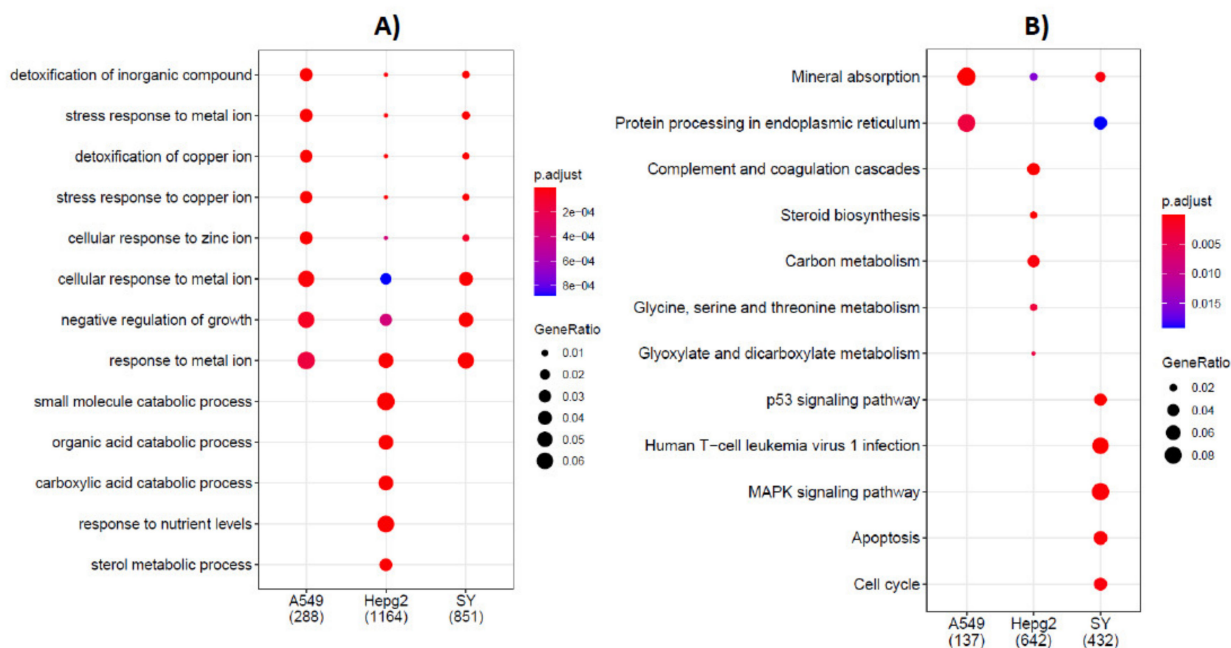 A)
detoxification of inorganic compound
stress response to metal ion
detoxification of copper ion
stress response to copper ion
cellular response to zinc ion
cellular response to metal ion
negative regulation of growth
response to metal ion
small molecule catabolic process
organic acid catabolic process
carboxylic acid catabolic process
response to nutrient levels
sterol metabolic process
A549
(288)
Hepg2
(1164)
SY
(851)
p.adjust
2e-04
4e-04
6e-04
8e-04
GeneRatio
0.01
0.02
0.03
0.04
0.05
0.06
B)
Mineral absorption
Protein processing in endoplasmic reticulum
Complement and coagulation cascades
Steroid biosynthesis
Carbon metabolism
Glycine, serine and threonine metabolism
Glyoxylate and dicarboxylate metabolism
p53 signaling pathway
Human T−cell leukemia virus 1 infection
MAPK signaling pathway
Apoptosis
Cell cycle
A549
(137)
Hepg2
(642)
SY
(432)
p.adjust
0.005
0.010
0.015
GeneRatio
0.02
0.04
0.06
0.08